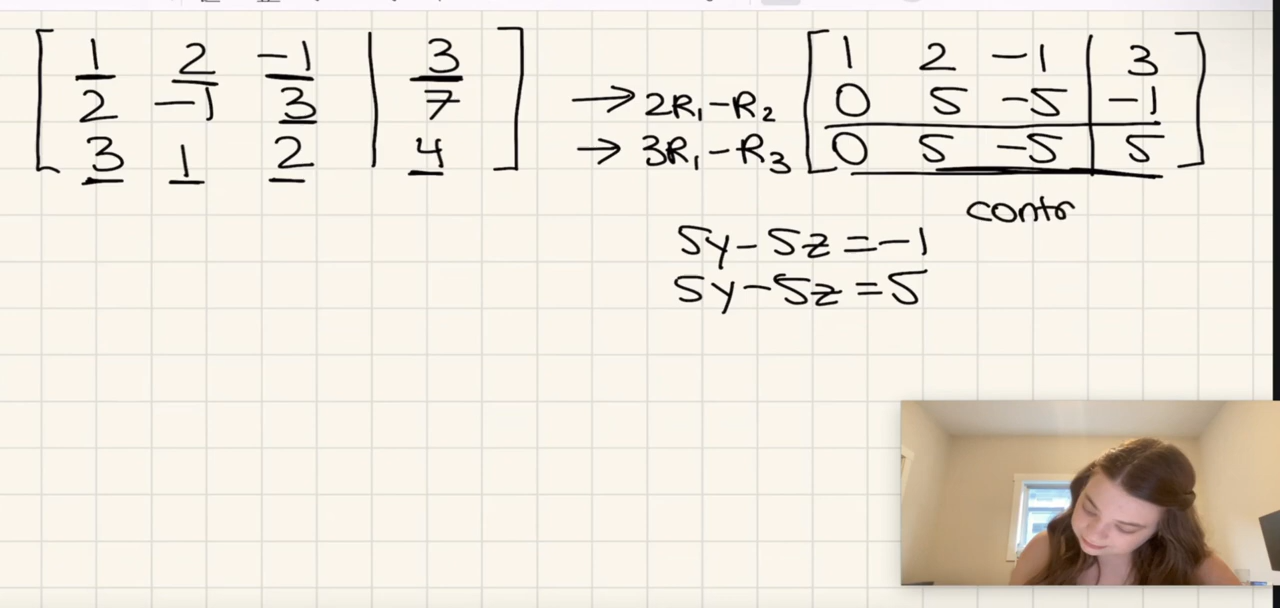 1 2 -1 | 3
2 -1 3 | 7
3 1 2 | 4
→ 2R₁-R₂
→ 3R₁-R₃
1 2 -1 | 3
0 5 -5 | -1
0 5 -5 | 5
contr
5y-5z=-1
5y-5z=5